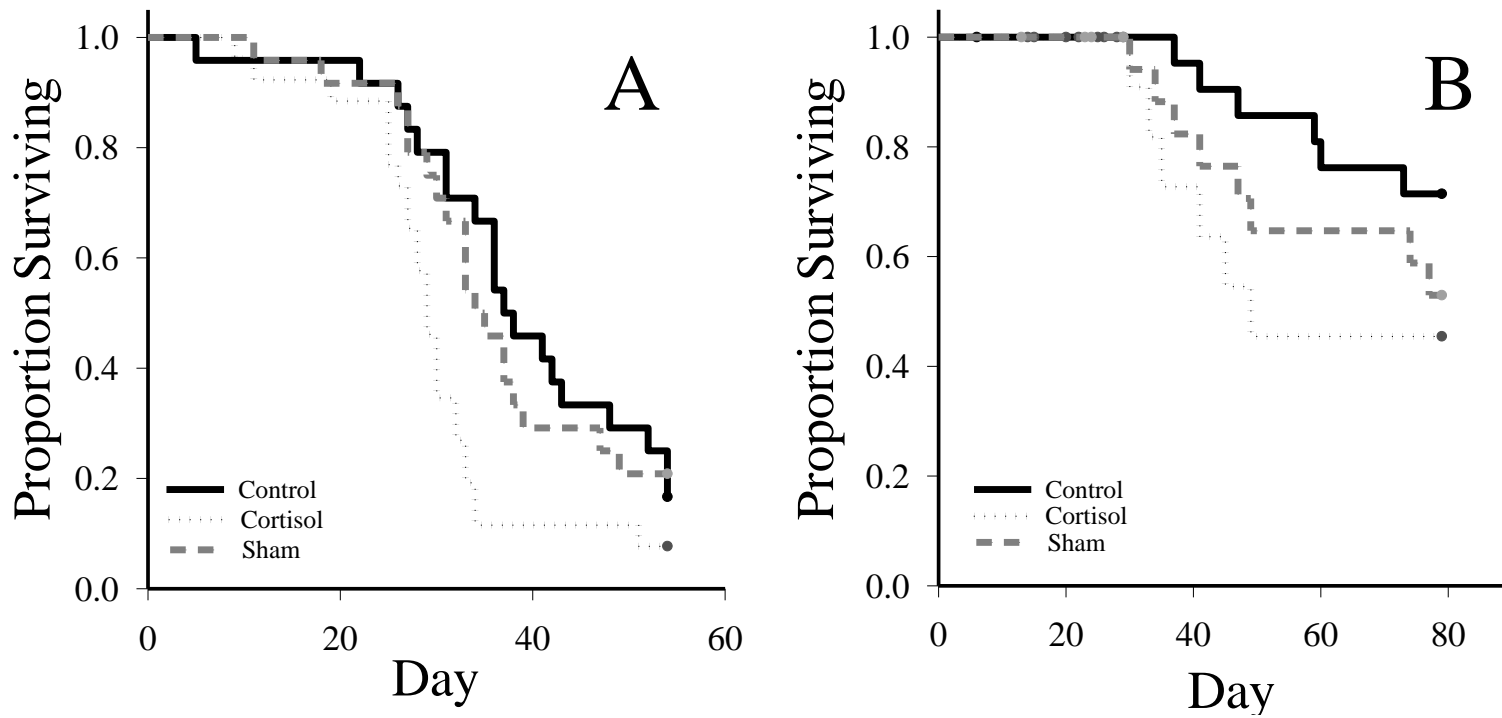 A
Proportion Surviving
1.0
0.8
0.6
0.4
0.2
0.0
Control
Cortisol
Sham
0 20 40 60
Day
B
Proportion Surviving
1.0
0.8
0.6
0.4
0.2
0.0
Control
Cortisol
Sham
0 20 40 60 80
Day